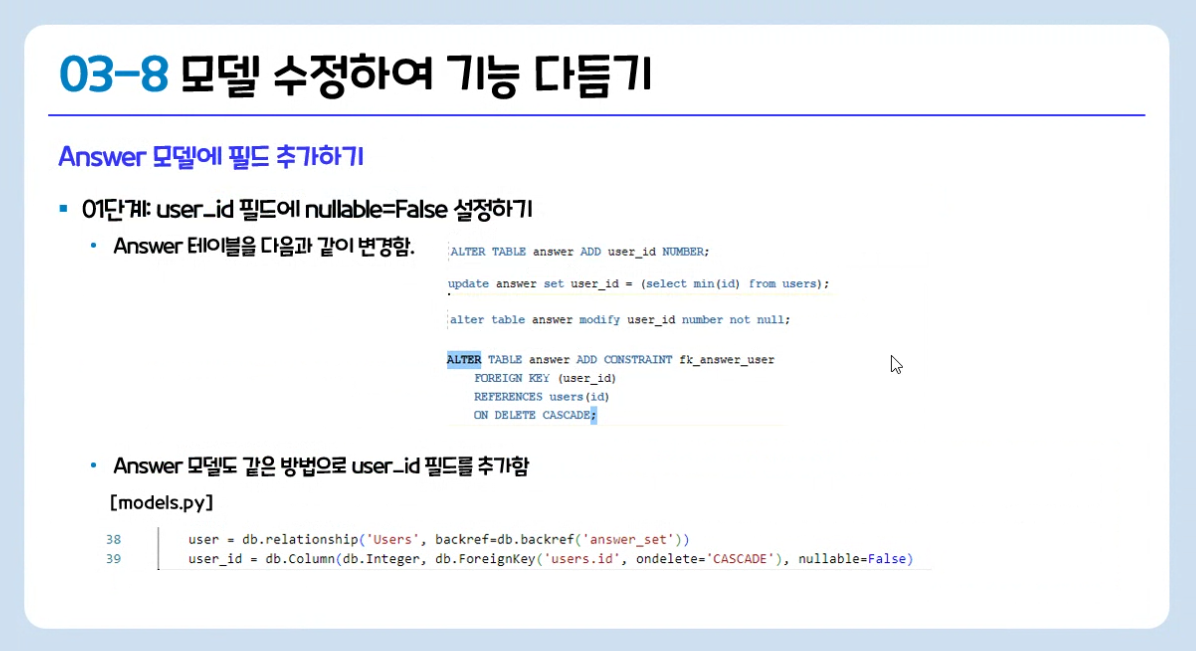 03-8 모델 수정하여 기능 다듬기
Answer 모델에 필드 추가하기
01단계: user_id 필드에 nullable=False 설정하기
Answer 테이블을 다음과 같이 변경함.
ALTER TABLE answer ADD user_id NUMBER;
update answer set user_id = (select min(id) from users);
alter table answer modify user_id number not null;
ALTER TABLE answer ADD CONSTRAINT fk_answer_user
FOREIGN KEY (user_id)
REFERENCES users(id)
ON DELETE CASCADE;
Answer 모델도 같은 방법으로 user_id 필드를 추가함
[models.py]
38 user = db.relationship('Users', backref=db.backref('answer_set'))
39 user_id = db.Column(db.Integer, db.ForeignKey('users.id', ondelete='CASCADE'), nullable=False)